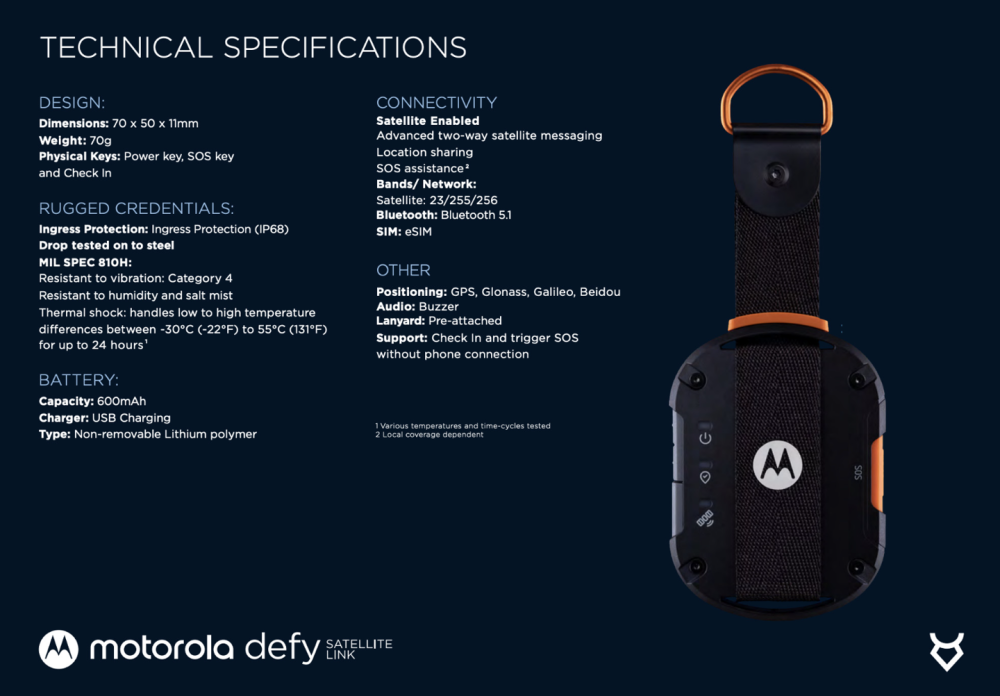 TECHNICAL SPECIFICATIONS
DESIGN:
Dimensions: 70 x 50 x 11mm
Weight: 70g
Physical Keys: Power key, SOS key
and Check In
RUGGED CREDENTIALS:
Ingress Protection: Ingress Protection (IP68)
Drop tested on to steel
MIL SPEC 810H:
Resistant to vibration: Category 4
Resistant to humidity and salt mist
Thermal shock: handles low to high temperature
differences between -30°C (-22°F) to 55°C (131°F)
for up to 24 hours¹
BATTERY:
Capacity: 600mAh
Charger: USB Charging
Type: Non-removable Lithium polymer
CONNECTIVITY
Satellite Enabled
Advanced two-way satellite messaging
Location sharing
SOS assistance²
Bands/ Network:
Satellite: 23/255/256
Bluetooth: Bluetooth 5.1
SIM: eSIM
OTHER
Positioning: GPS, Glonass, Galileo, Beidou
Audio: Buzzer
Lanyard: Pre-attached
Support: Check In and trigger SOS
without phone connection
1 Various temperatures and time-cycles tested
2 Local coverage dependent
SOS
motorola defy SATELLITE
LINK